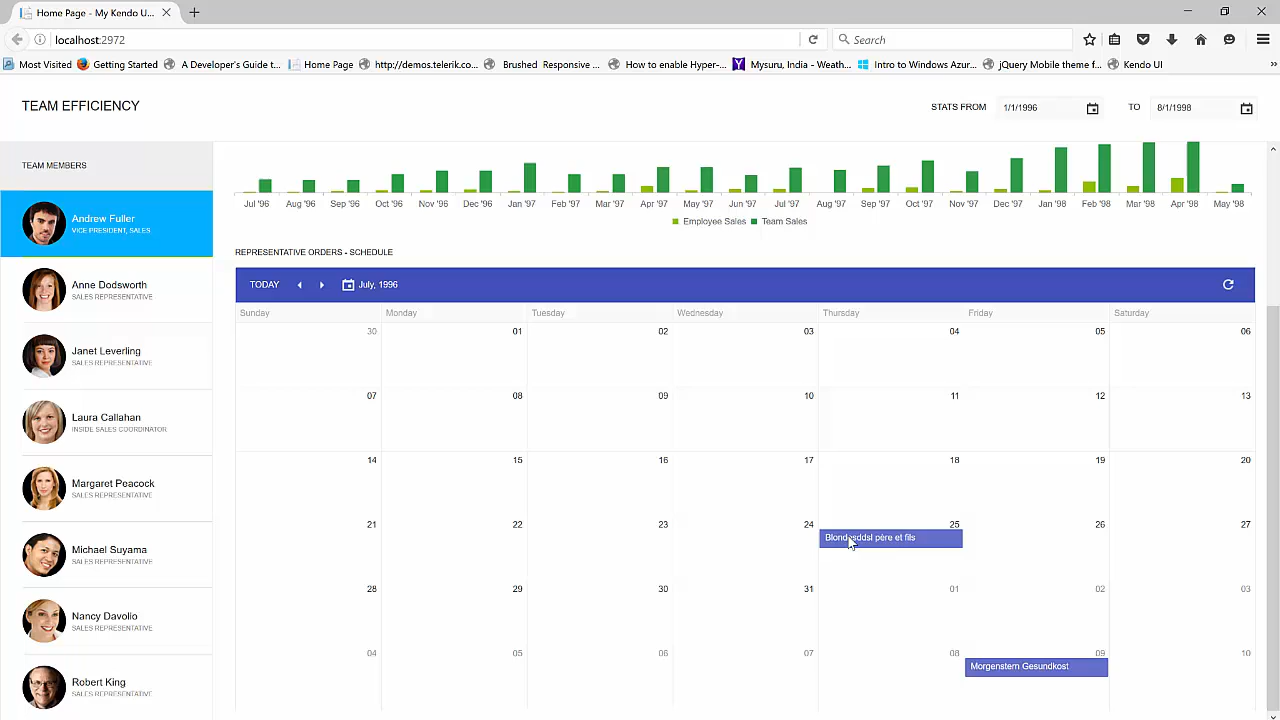 Home Page - My Kendo U...
localhost:2972
Search
Most Visited Getting Started A Developer's Guide t... Home Page http://demos.telerik.co... Brushed Responsive ... How to enable Hyper-... Mysuru, India - Weath... Intro to Windows Azur... jQuery Mobile theme f... Kendo UI
TEAM EFFICIENCY
STATS FROM 1/1/1996 TO 8/1/1998
TEAM MEMBERS
Andrew Fuller
VICE PRESIDENT, SALES
Anne Dodsworth
SALES REPRESENTATIVE
Janet Leverling
SALES REPRESENTATIVE
Laura Callahan
INSIDE SALES COORDINATOR
Margaret Peacock
SALES REPRESENTATIVE
Michael Suyama
SALES REPRESENTATIVE
Nancy Davolio
SALES REPRESENTATIVE
Robert King
SALES REPRESENTATIVE
Jul '96 Aug '96 Sep '96 Oct '96 Nov '96 Dec '96 Jan '97 Feb '97 Mar '97 Apr '97 May '97 Jun '97 Jul '97 Aug '97 Sep '97 Oct '97 Nov '97 Dec '97 Jan '98 Feb '98 Mar '98 Apr '98 May '98
Employee Sales Team Sales
REPRESENTATIVE ORDERS - SCHEDULE
TODAY July, 1996
Sunday Monday Tuesday Wednesday Thursday Friday Saturday
30 01 02 03 04 05 06
07 08 09 10 11 12 13
14 15 16 17 18 19 20
21 22 23 24 25 26 27
père et fils
28 29 30 31 01 02 03
04 05 06 07 08 09 10
Morgenstern Gesundkost